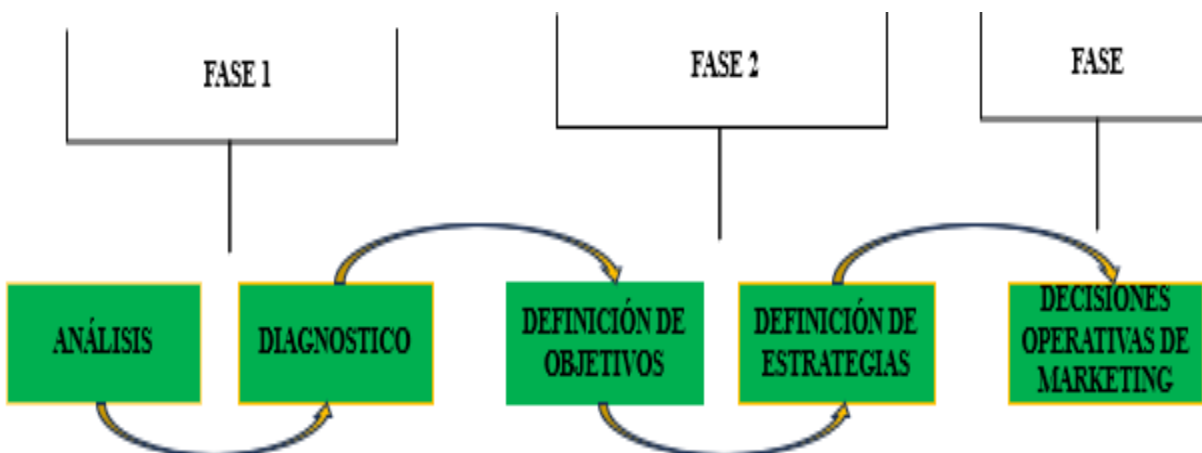 FASE 1
FASE 2
FASE
ANÁLISIS
DIAGNOSTICO
DEFINICIÓN DE
OBJETIVOS
DEFINICIÓN DE
ESTRATEGIAS
DECISIONES
OPERATIVAS DE
MARKETING